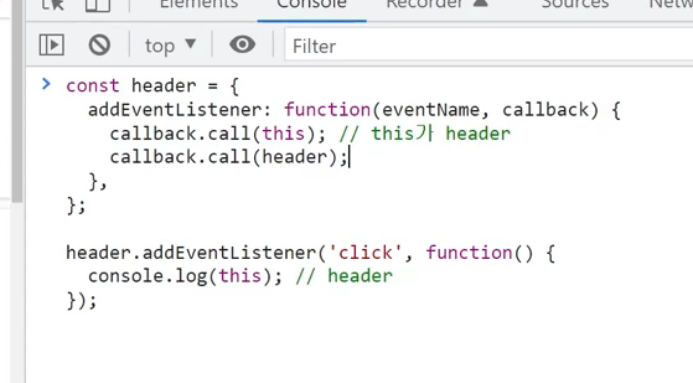 Elements Console Recorder Sources
top ▼ Filter
> const header = {
addEventListener: function(eventName, callback) {
callback.call(this); // this가 header
callback.call(header);
},
};
header.addEventListener('click', function() {
console.log(this); // header
});